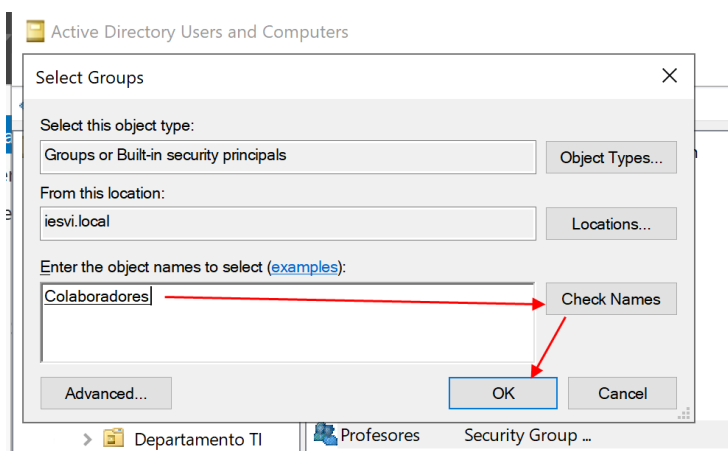 Active Directory Users and Computers
Select Groups
Select this object type:
Groups or Built-in security principals
Object Types...
From this location:
iesvi.local
Locations...
Enter the object names to select (examples):
Colaboradores
Check Names
Advanced...
OK
Cancel
Departamento TI
Profesores
Security Group ...